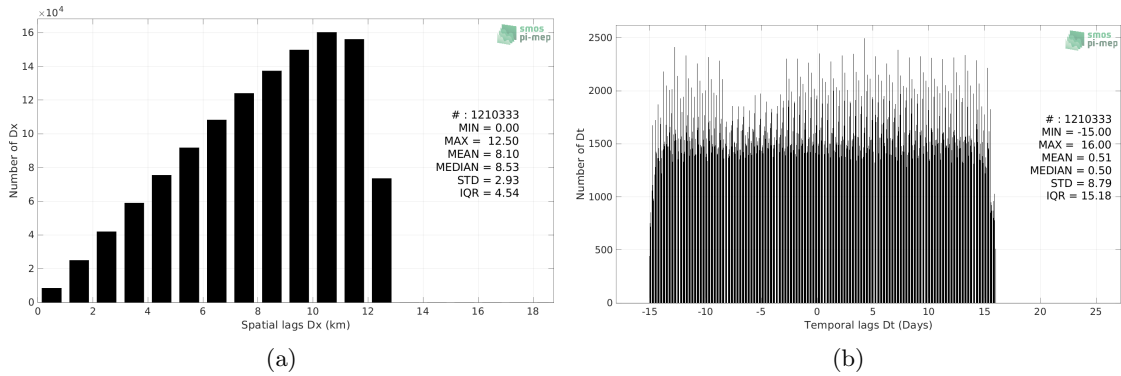 ×10⁴
16
14
12
10
8
6
4
2
0
Number of Dx
smos
pi-mep
# : 1210333
MIN = 0.00
MAX = 12.50
MEAN = 8.10
MEDIAN = 8.53
STD = 2.93
IQR = 4.54
0 2 4 6 8 10 12 14 16 18
Spatial lags Dx (km)
(a)
2500
2000
1500
1000
500
0
Number of Dt
smos
pi-mep
# : 1210333
MIN = -15.00
MAX = 16.00
MEAN = 0.51
MEDIAN = 0.50
STD = 8.79
IQR = 15.18
-15 -10 -5 0 5 10 15 20 25
Temporal lags Dt (Days)
(b)